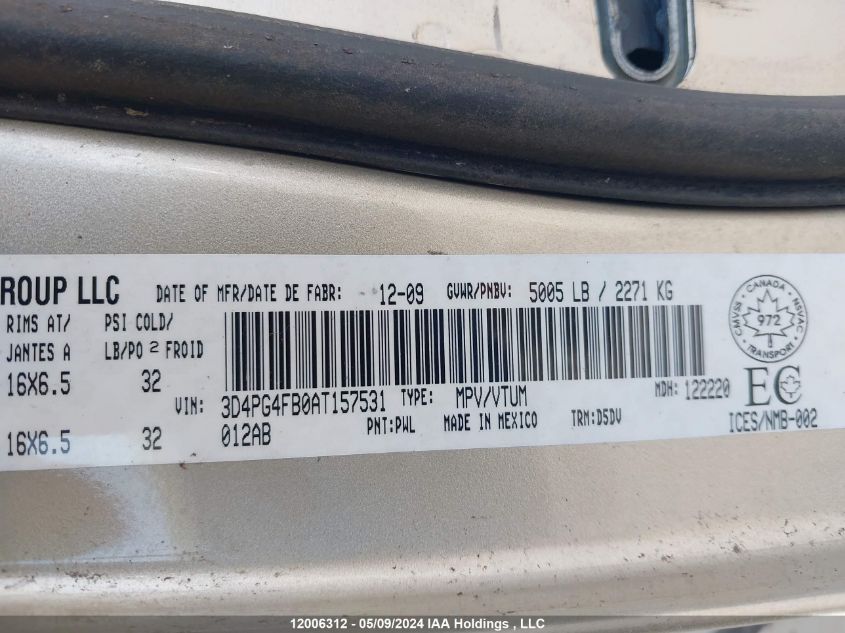 ROUP LLC DATE OF MFR/DATE DE FABR: 12-09 GVWR/PNBV: 5005 LB / 2271 KG
RIMS AT/ PSI COLD/
JANTES A LB/PO 2 FROID
16X6.5 32
VIN: 3D4PG4FB0AT157531 TYPE: MPV/VTUM MDH: 122220
16X6.5 32 012AB PNT:PWL MADE IN MEXICO TRM:D5DV
CANADA
CMVSS NSVAC
972
TRANSPORT
EC
ICES/NMB-002
12006312 - 05/09/2024 IAA Holdings , LLC